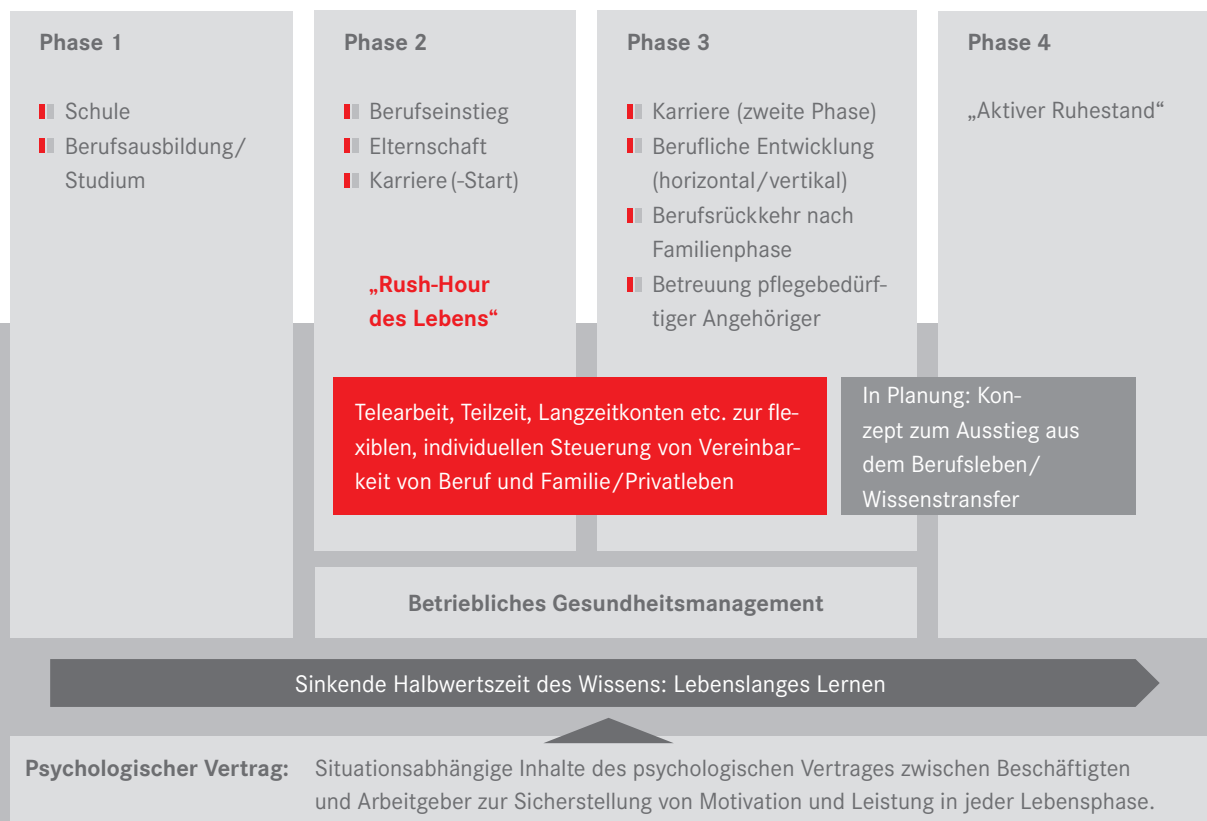 Phase 1
Schule
Berufsausbildung/
Studium
Phase 2
Berufseinstieg
Elternschaft
Karriere (-Start)
„Rush-Hour
des Lebens“
Phase 3
Karriere (zweite Phase)
Berufliche Entwicklung
(horizontal/vertikal)
Berufsrückkehr nach
Familienphase
Betreuung pflegebedürf-
tiger Angehöriger
Phase 4
„Aktiver Ruhestand“
Telearbeit, Teilzeit, Langzeitkonten etc. zur fle-
xiblen, individuellen Steuerung von Vereinbar-
keit von Beruf und Familie/Privatleben
In Planung: Kon-
zept zum Ausstieg aus
dem Berufsleben/
Wissenstransfer
Betriebliches Gesundheitsmanagement
Sinkende Halbwertszeit des Wissens: Lebenslanges Lernen
Psychologischer Vertrag: Situationsabhängige Inhalte des psychologischen Vertrages zwischen Beschäftigten
und Arbeitgeber zur Sicherstellung von Motivation und Leistung in jeder Lebensphase.